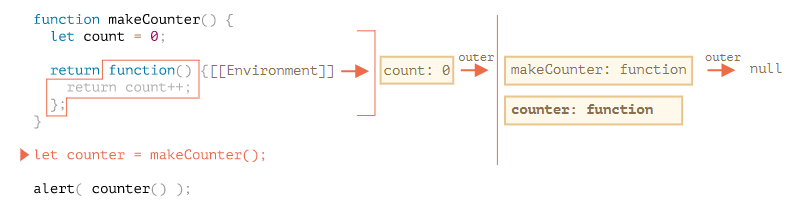 function makeCounter() {
let count = 0;
outer
outer
return function() {[[Environment]]
count: 0
makeCounter: function
null
return count++;
};
counter: function
}
let counter = makeCounter();
alert( counter() );